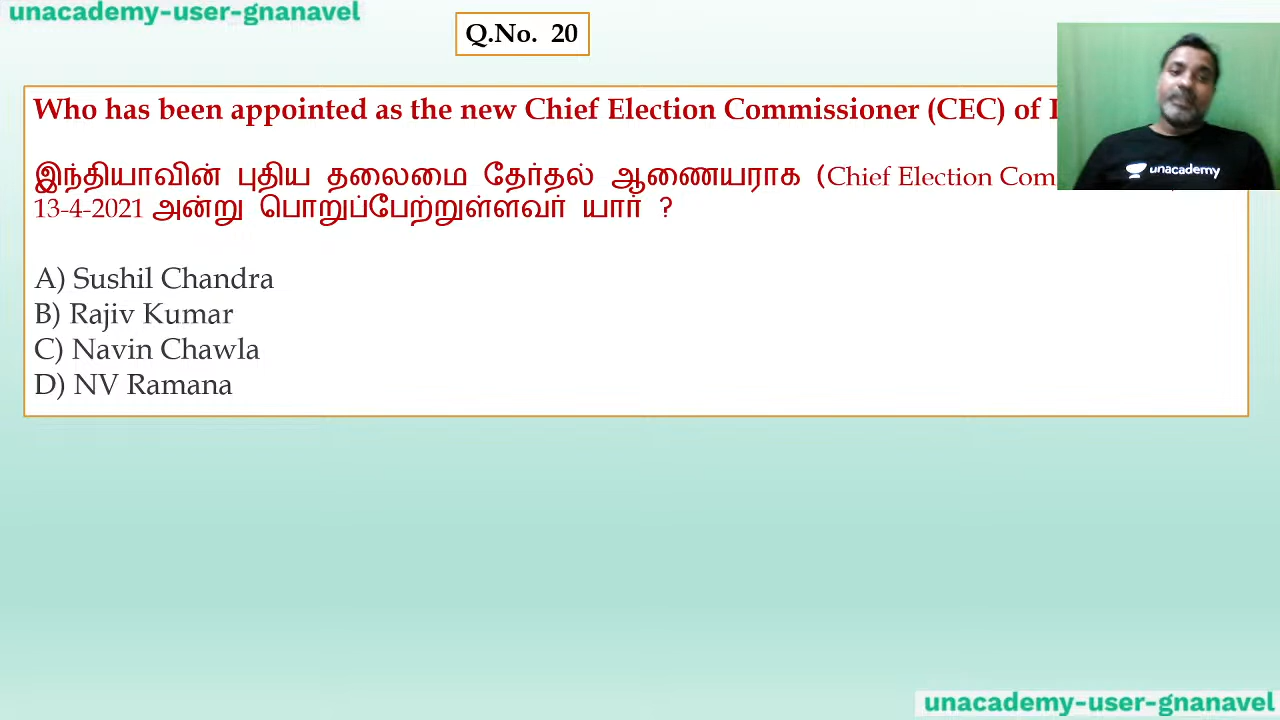 unacademy-user-gnanavel
Q.No. 20
Who has been appointed as the new Chief Election Commissioner (CEC) of
இந்தியாவின் புதிய தலைமை தேர்தல் ஆணையராக (Chief Election Com
13-4-2021 அன்று பொறுப்பேற்றுள்ளவர் யார் ?
A) Sushil Chandra
B) Rajiv Kumar
C) Navin Chawla
D) NV Ramana
unacademy
unacademy-user-gnanavel